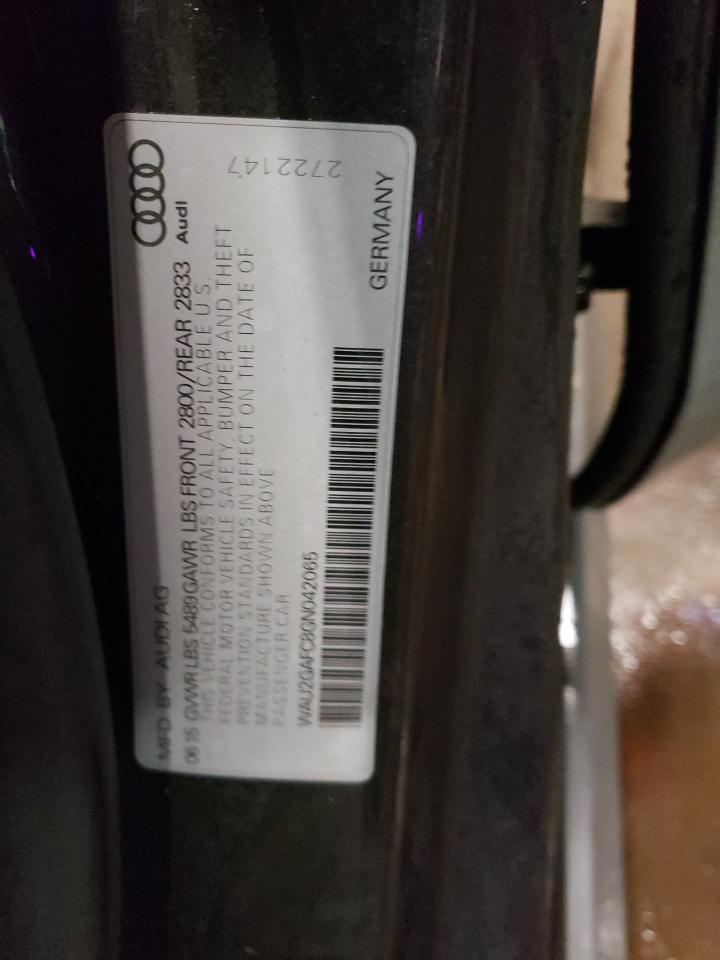 MFD BY AUDI AG
Audi
06 15 GVWR LBS 5489 GAWR LBS FRONT 2800/REAR 2833
THIS VEHICLE CONFORMS TO ALL APPLICABLE U.S.
FEDERAL MOTOR VEHICLE SAFETY, BUMPER AND THEFT
PREVENTION STANDARDS IN EFFECT ON THE DATE OF
MANUFACTURE SHOWN ABOVE
PASSENGER CAR
WAU2GAFC8GN042065
2722147
GERMANY